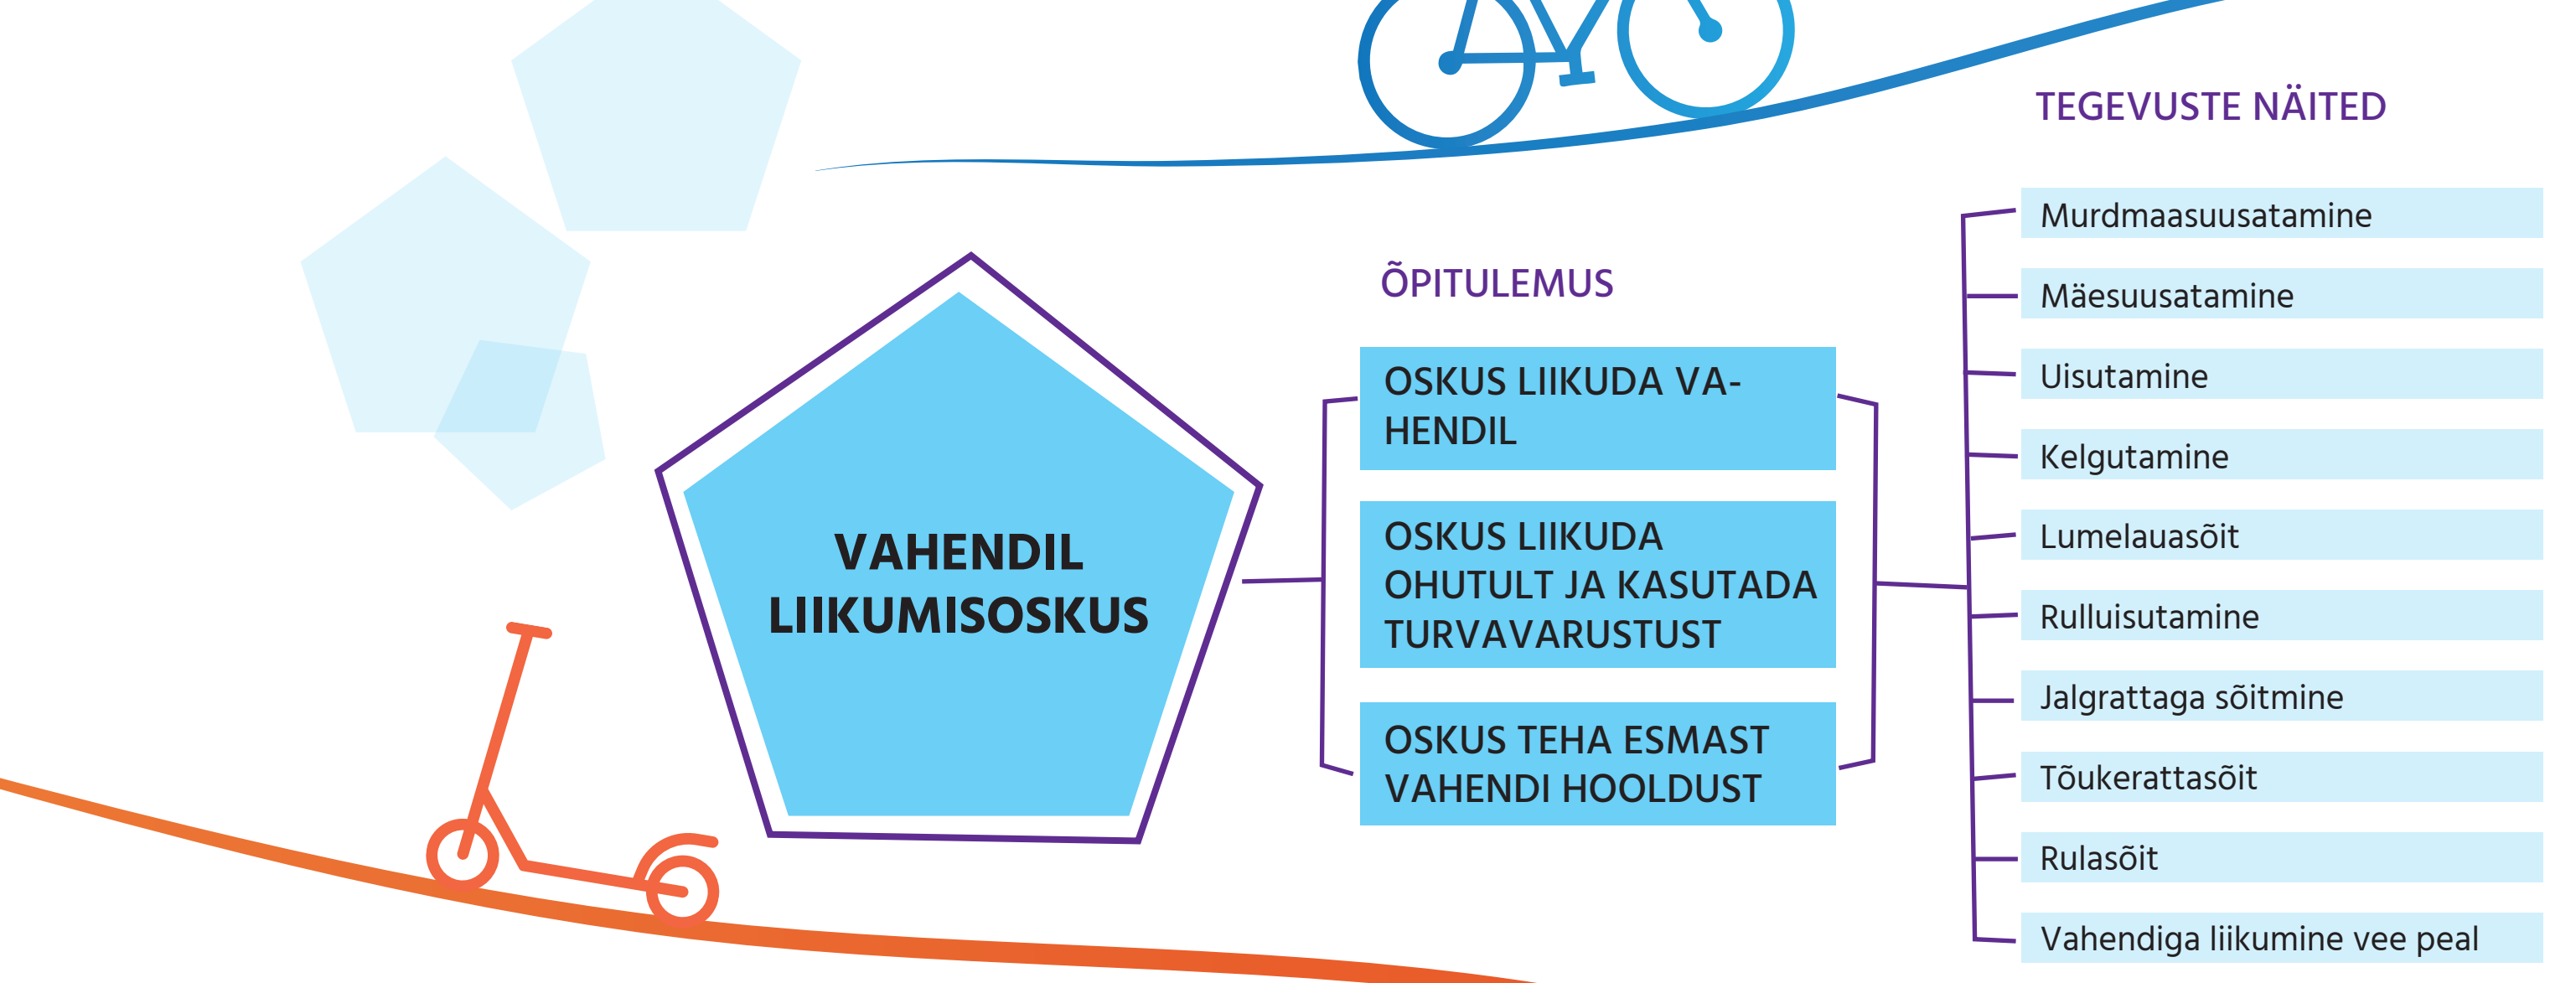 VAHENDIL
LIIKUMISOSKUS
ÕPITULEMUS
OSKUS LIIKUDA VA-
HENDIL
OSKUS LIIKUDA
OHUTULT JA KASUTADA
TURVAVARUSTUST
OSKUS TEHA ESMAST
VAHENDI HOOLDUST
TEGEVUSTE NÄITED
Murdmaasuusatamine
Mäesuusatamine
Uisutamine
Kelgutamine
Lumelauasõit
Rulluisutamine
Jalgrattaga sõitmine
Tõukerattasõit
Rulasõit
Vahendiga liikumine vee peal